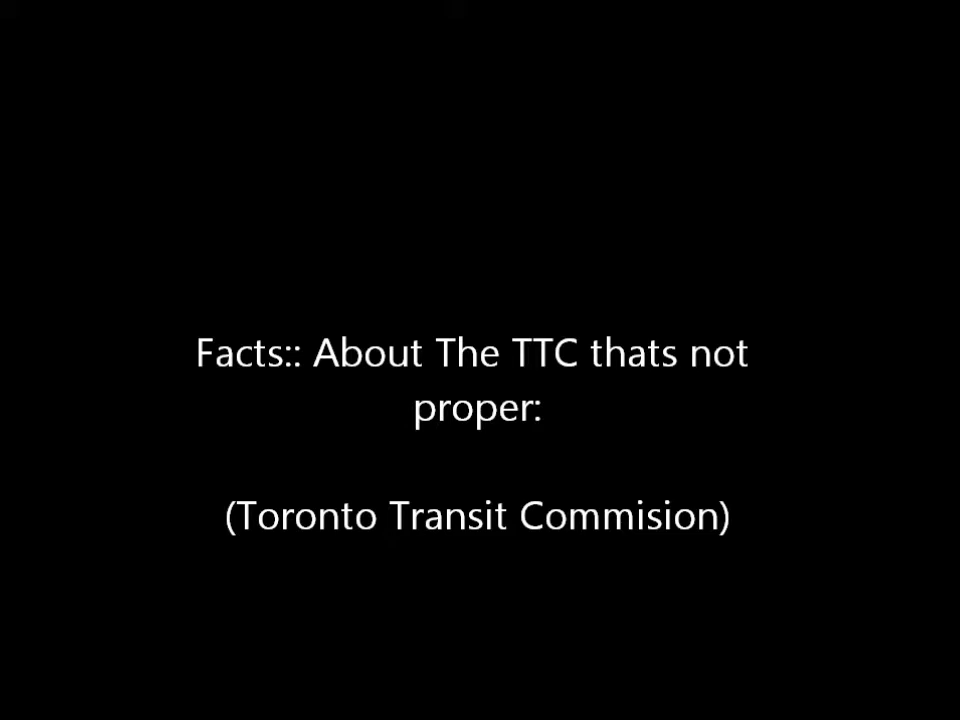 Facts:: About The TTC thats not
proper:
(Toronto Transit Commision)